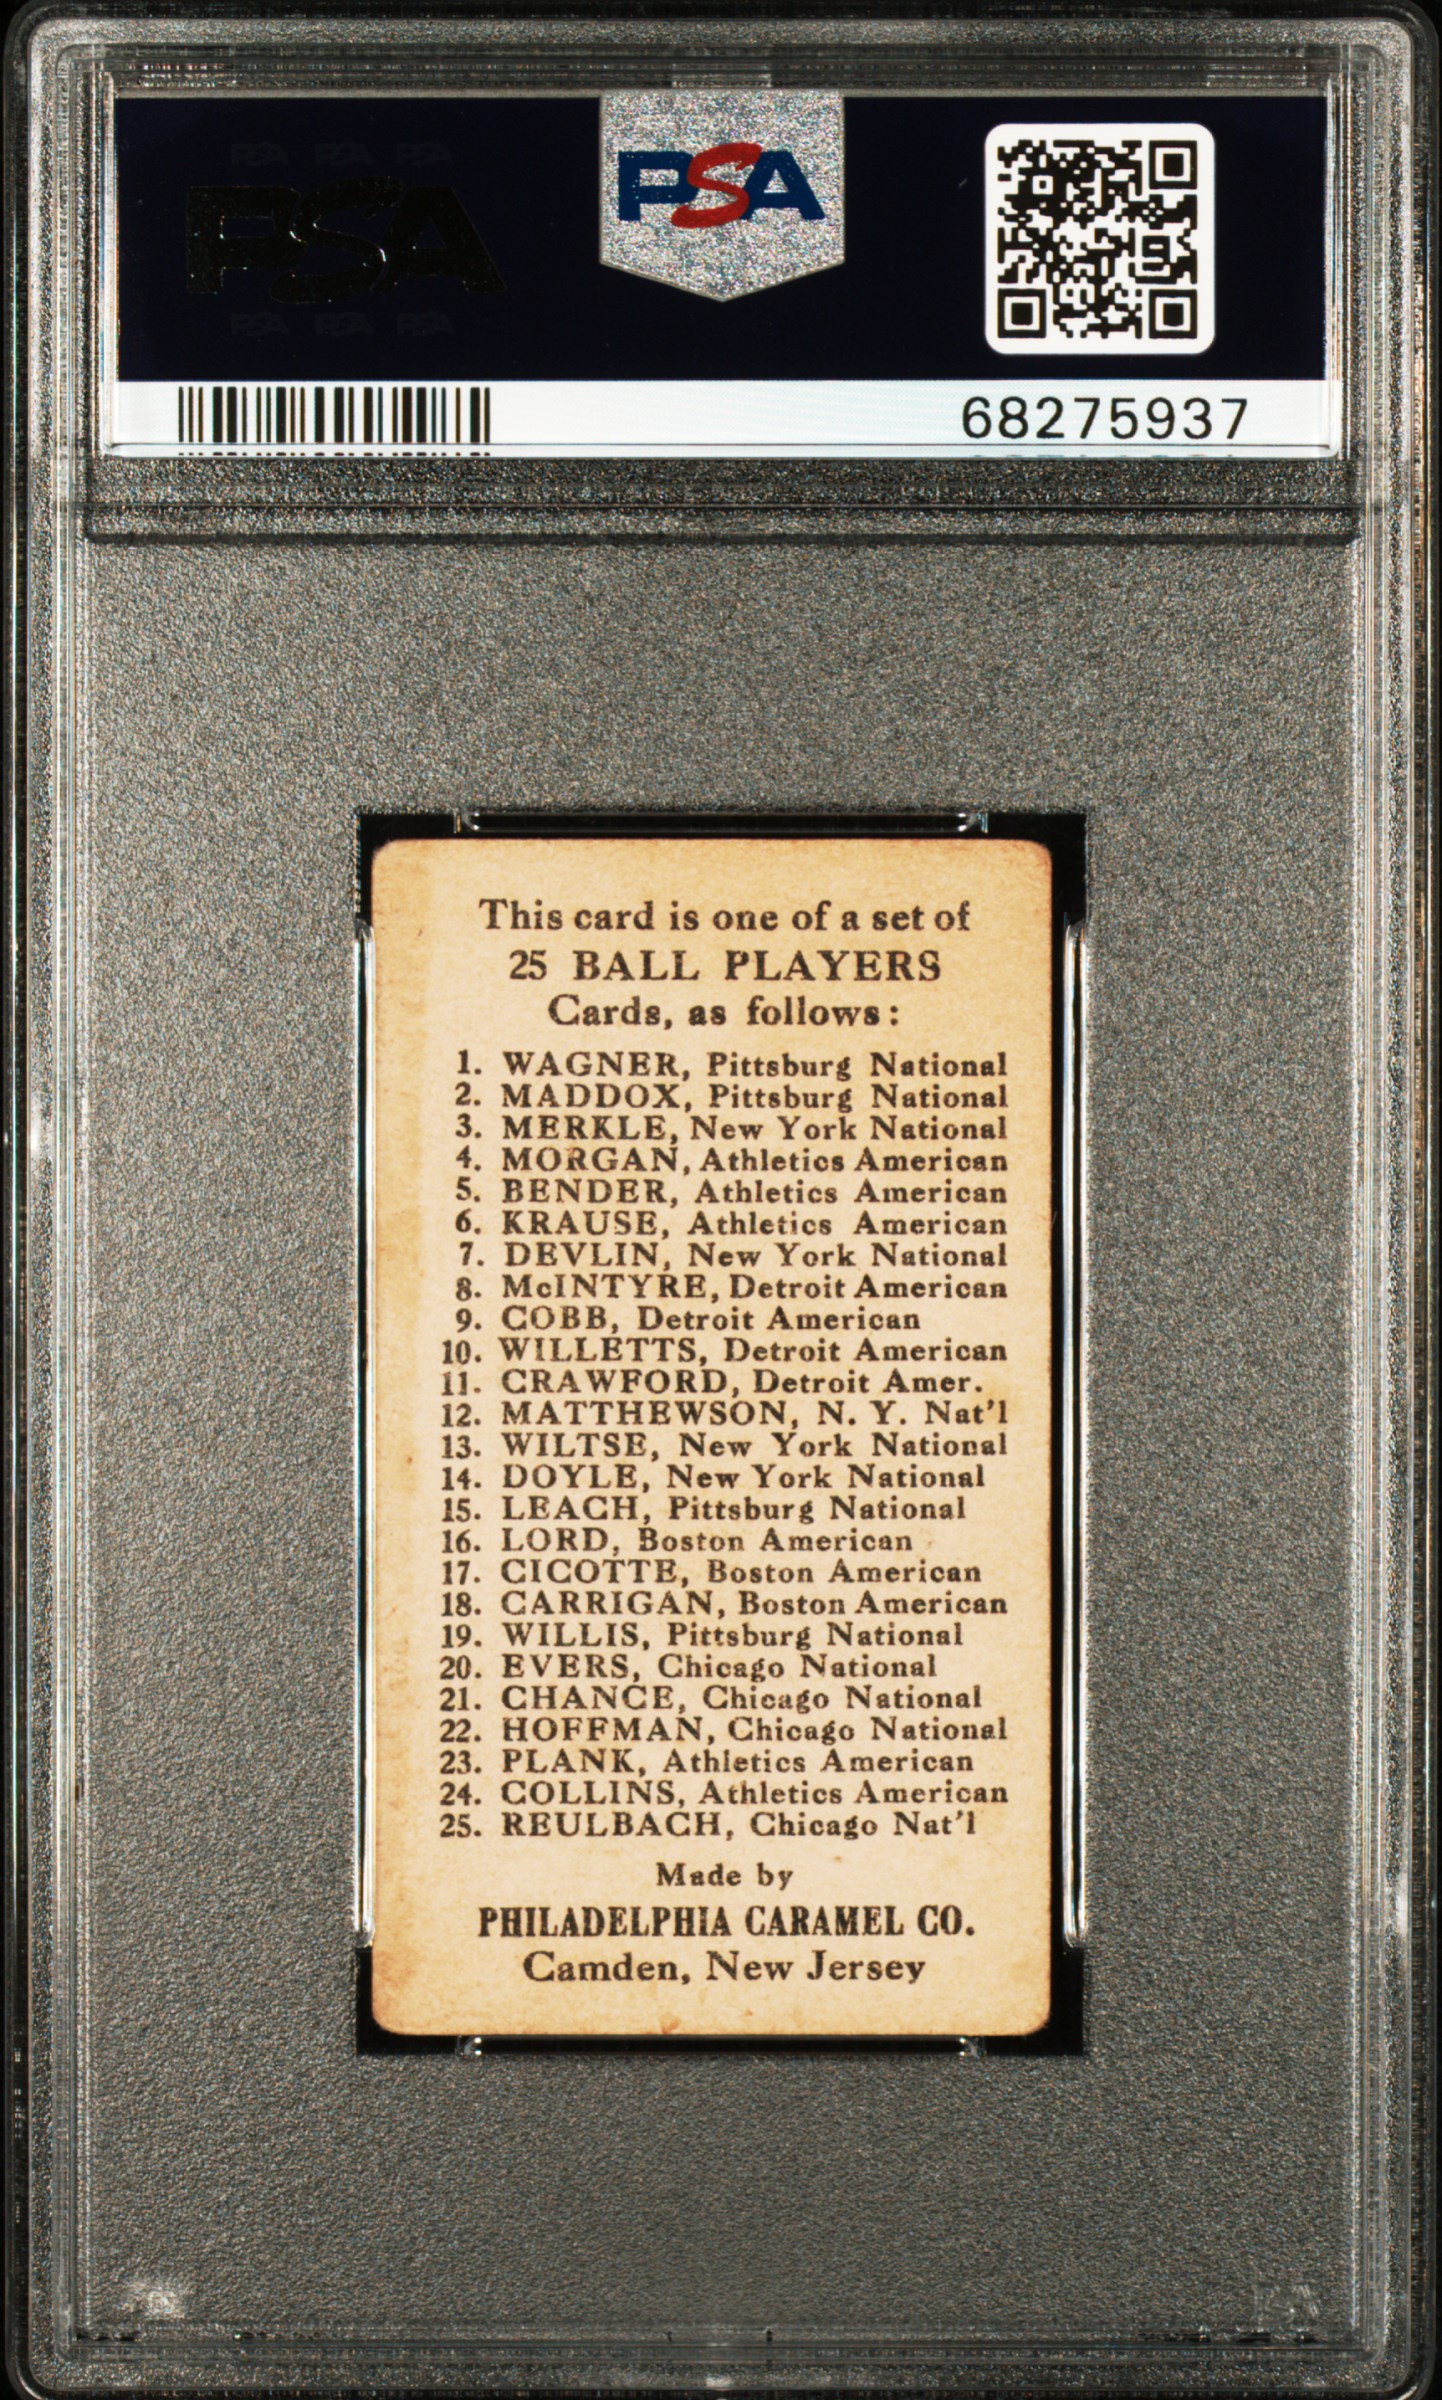 PSA
PSA
68275937
This card is one of a set of
25 BALL PLAYERS
Cards, as follows:
1. WAGNER, Pittsburg National
2. MADDOX, Pittsburg National
3. MERKLE, New York National
4. MORGAN, Athletics American
5. BENDER, Athletics American
6. KRAUSE, Athletics American
7. DEVLIN, New York National
8. McINTYRE, Detroit American
9. COBB, Detroit American
10. WILLETTS, Detroit American
11. CRAWFORD, Detroit Amer.
12. MATTHEWSON, N. Y. Nat'l
13. WILTSE, New York National
14. DOYLE, New York National
15. LEACH, Pittsburg National
16. LORD, Boston American
17. CICOTTE, Boston American
18. CARRIGAN, Boston American
19. WILLIS, Pittsburg National
20. EVERS, Chicago National
21. CHANCE, Chicago National
22. HOFFMAN, Chicago National
23. PLANK, Athletics American
24. COLLINS, Athletics American
25. REULBACH, Chicago Nat'l
Made by
PHILADELPHIA CARAMEL CO.
Camden, New Jersey